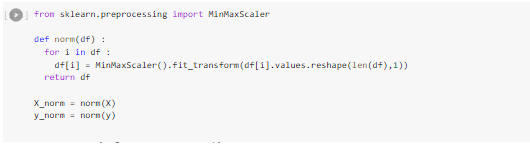 from sklearn.preprocessing import MinMaxScaler
def norm(df) :
for i in df :
df[i] = MinMaxScaler().fit_transform(df[i].values.reshape(len(df),1))
return df
X_norm = norm(X)
y_norm = norm(y)